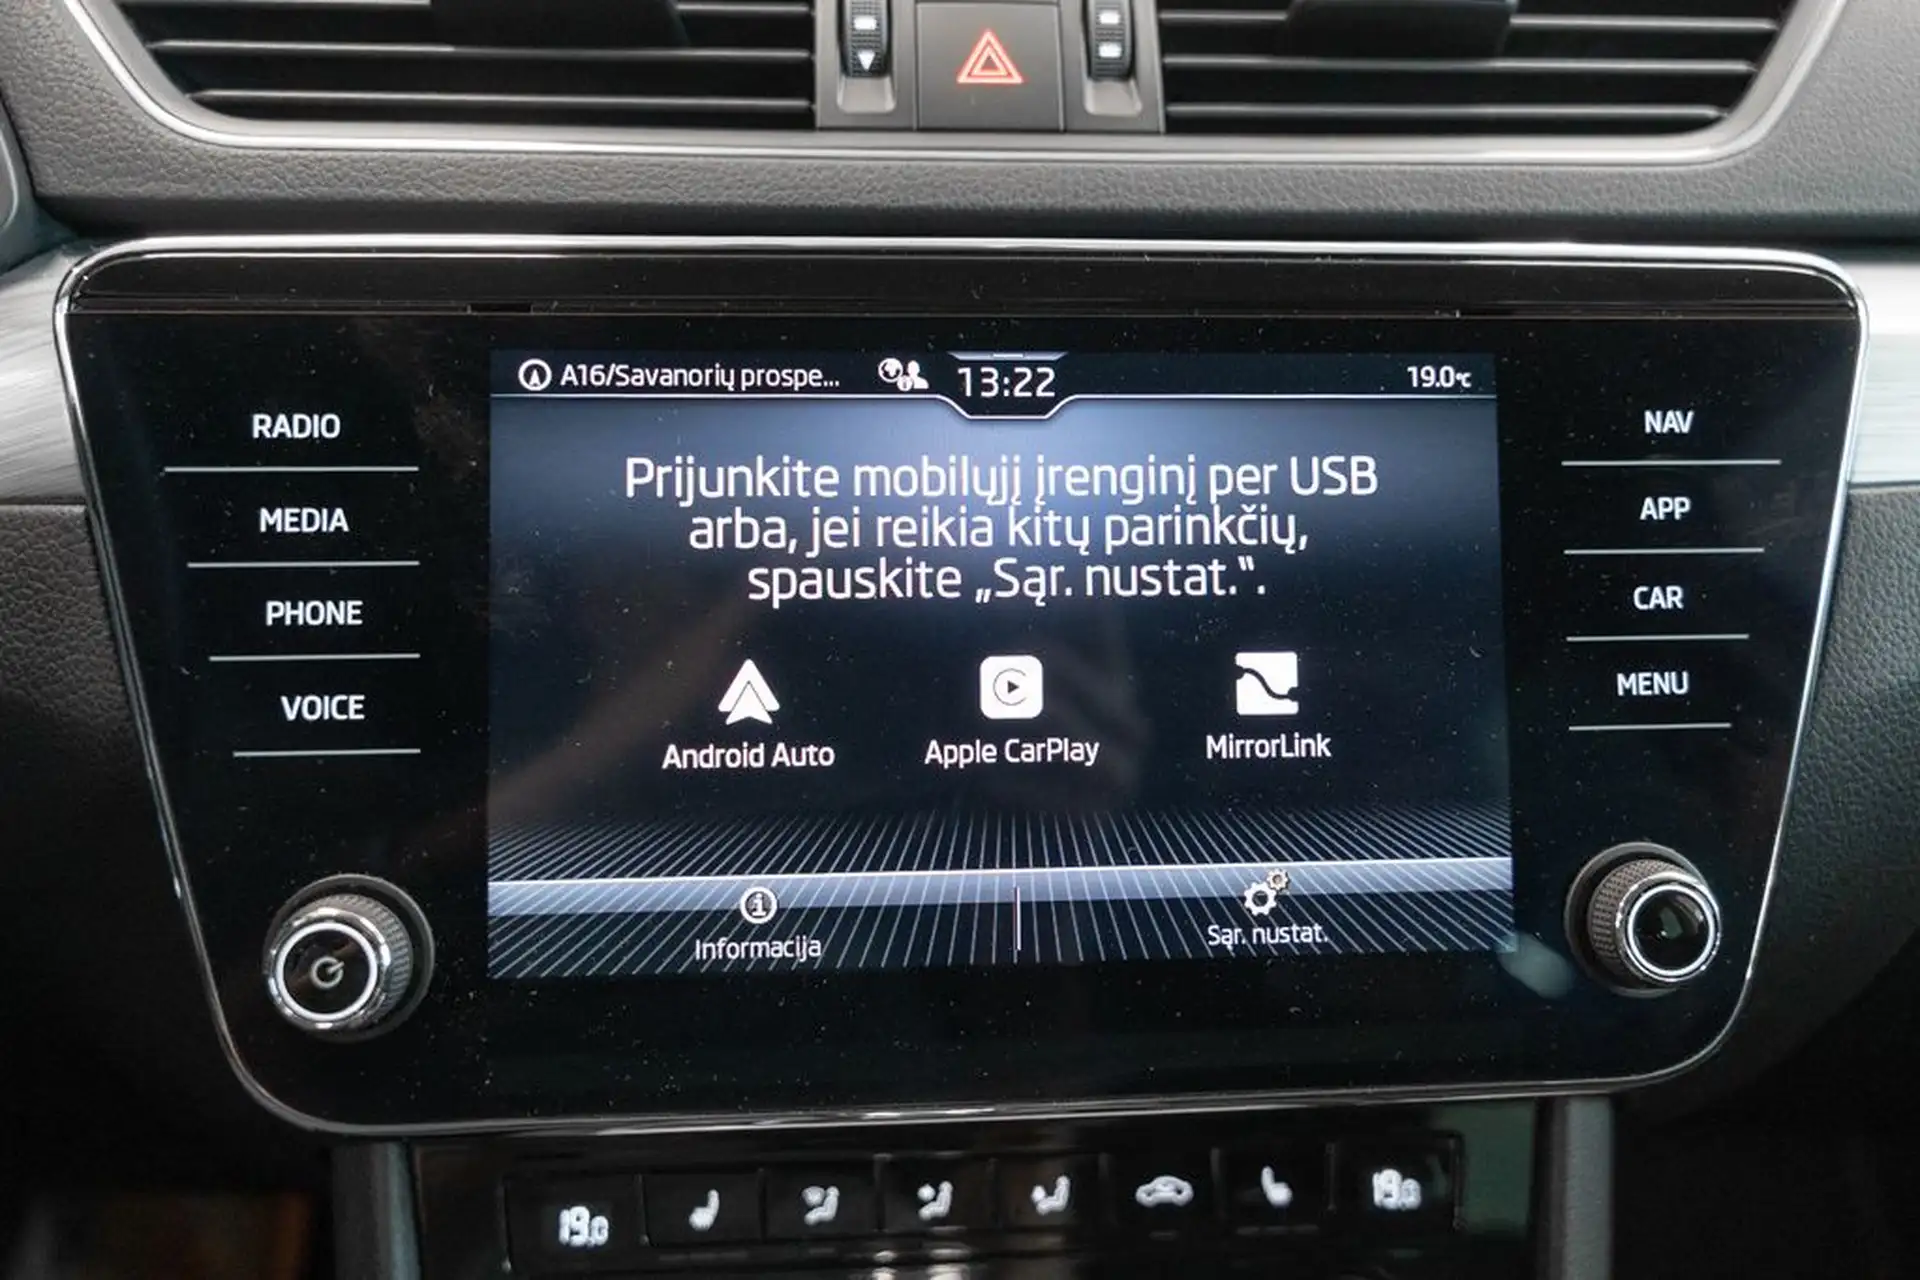 A16/Savanorių prospe...
13:22
19.0°C
RADIO
MEDIA
PHONE
VOICE
NAV
APP
CAR
MENU
Prijunkite mobilųjį įrenginį per USB
arba, jei reikia kitų parinkčių,
spauskite „Sąr. nustat.“.
Android Auto
Apple CarPlay
MirrorLink
Informacija
Sąr. nustat.
19.0
19.0